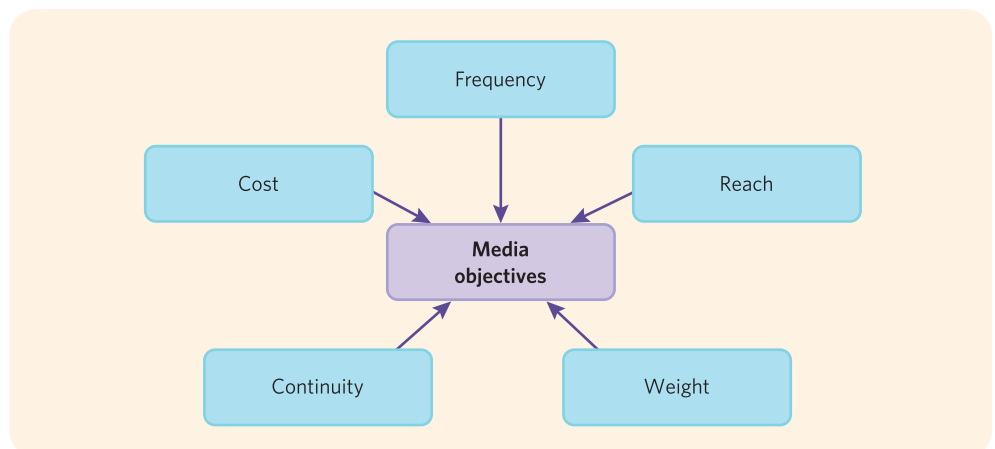 Frequency
Cost
Reach
Media
objectives
Continuity
Weight